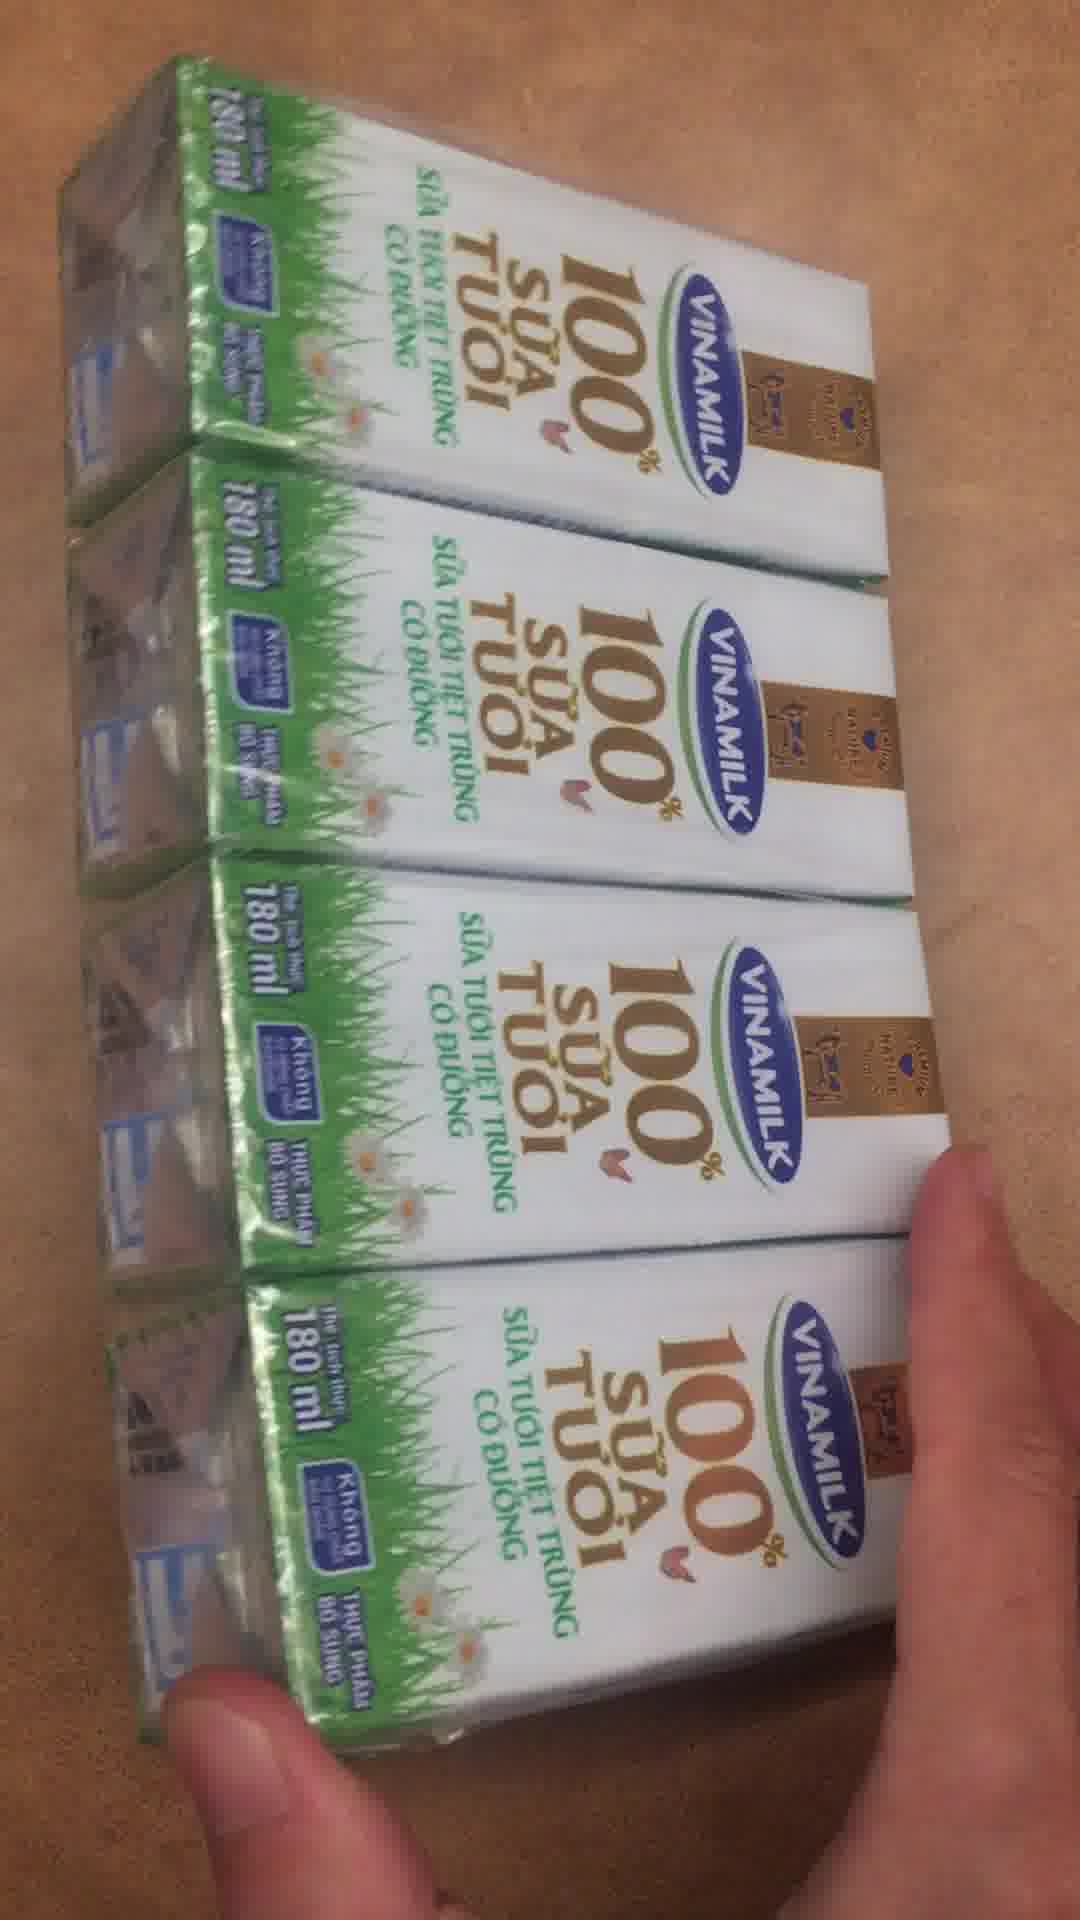 VINAMILK
100%
SỮA
TƯƠI
SỮA TƯƠI TIỆT TRÙNG
CÓ ĐƯỜNG
180 ml
Không
THỰC PHẨM
BỔ SUNG
VINAMILK
100%
SỮA
TƯƠI
SỮA TƯƠI TIỆT TRÙNG
CÓ ĐƯỜNG
180 ml
Không
THỰC PHẨM
BỔ SUNG
VINAMILK
100%
SỮA
TƯƠI
SỮA TƯƠI TIỆT TRÙNG
CÓ ĐƯỜNG
180 ml
Không
THỰC PHẨM
BỔ SUNG
VINAMILK
100%
SỮA
TƯƠI
SỮA TƯƠI TIỆT TRÙNG
CÓ ĐƯỜNG
180 ml
Không
THỰC PHẨM
BỔ SUNG